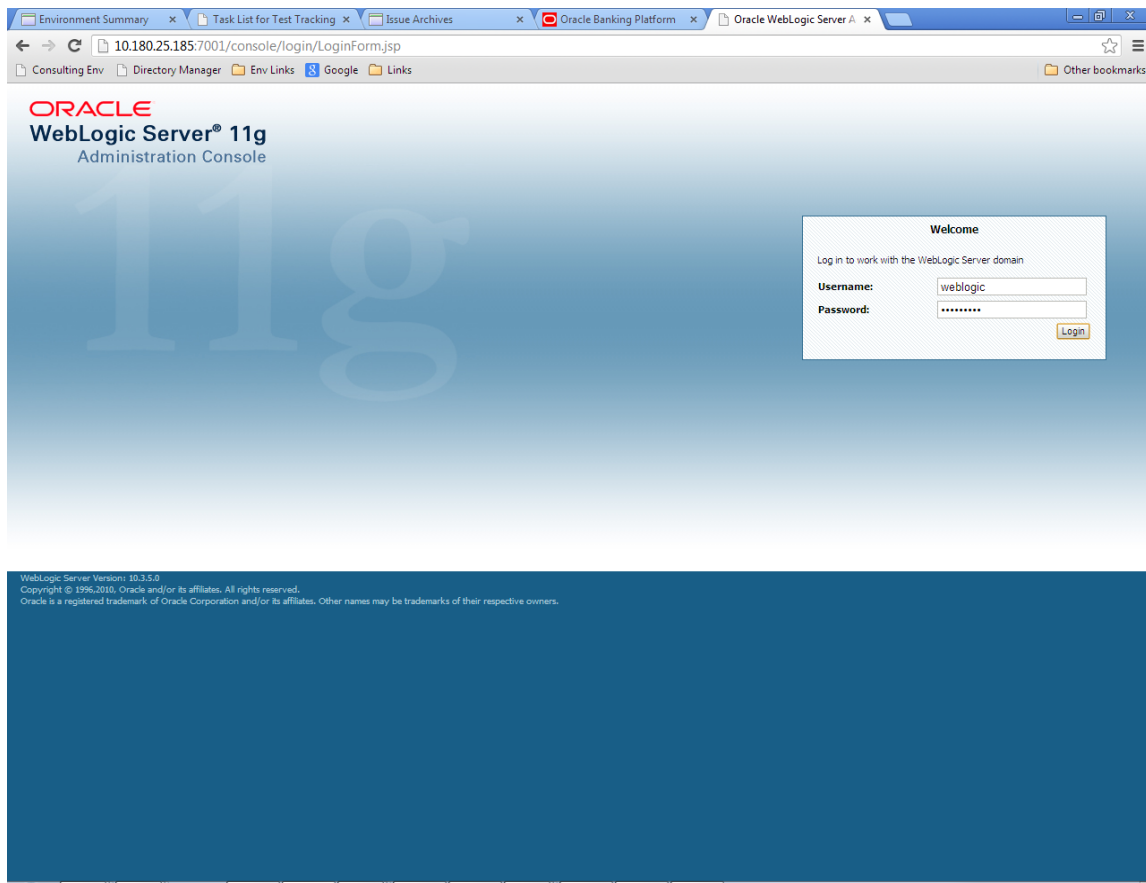 Environment Summary × Task List for Test Tracking × Issue Archives × Oracle Banking Platform × Oracle WebLogic Server A ×
10.180.25.185:7001/console/login/LoginForm.jsp
Consulting Env Directory Manager Env Links Google Links Other bookmarks
ORACLE
WebLogic Server® 11g
Administration Console
11g
Welcome
Log in to work with the WebLogic Server domain
Username: weblogic
Password: •••••••••
Login
WebLogic Server Version: 10.3.5.0
Copyright © 1996,2010, Oracle and/or its affiliates. All rights reserved.
Oracle is a registered trademark of Oracle Corporation and/or its affiliates. Other names may be trademarks of their respective owners.